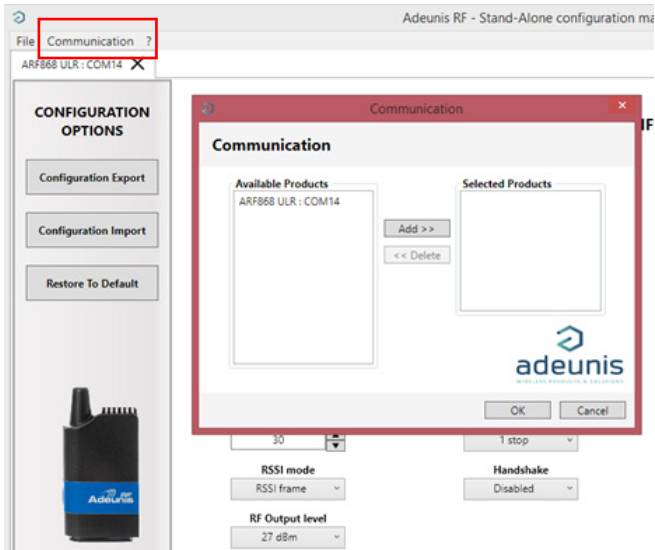 Adeunis RF - Stand-Alone configuration ma
File Communication ?
ARF868 ULR : COM14
CONFIGURATION
OPTIONS
Configuration Export
Configuration Import
Restore To Default
Adeunis RF
Communication
Communication
Available Products
ARF868 ULR : COM14
Add >>
<< Delete
Selected Products
adeunis
WIRELESS PRODUCTS & SOLUTIONS
OK Cancel
IF
30 1 stop
RSSI mode Handshake
RSSI frame Disabled
RF Output level
27 dBm